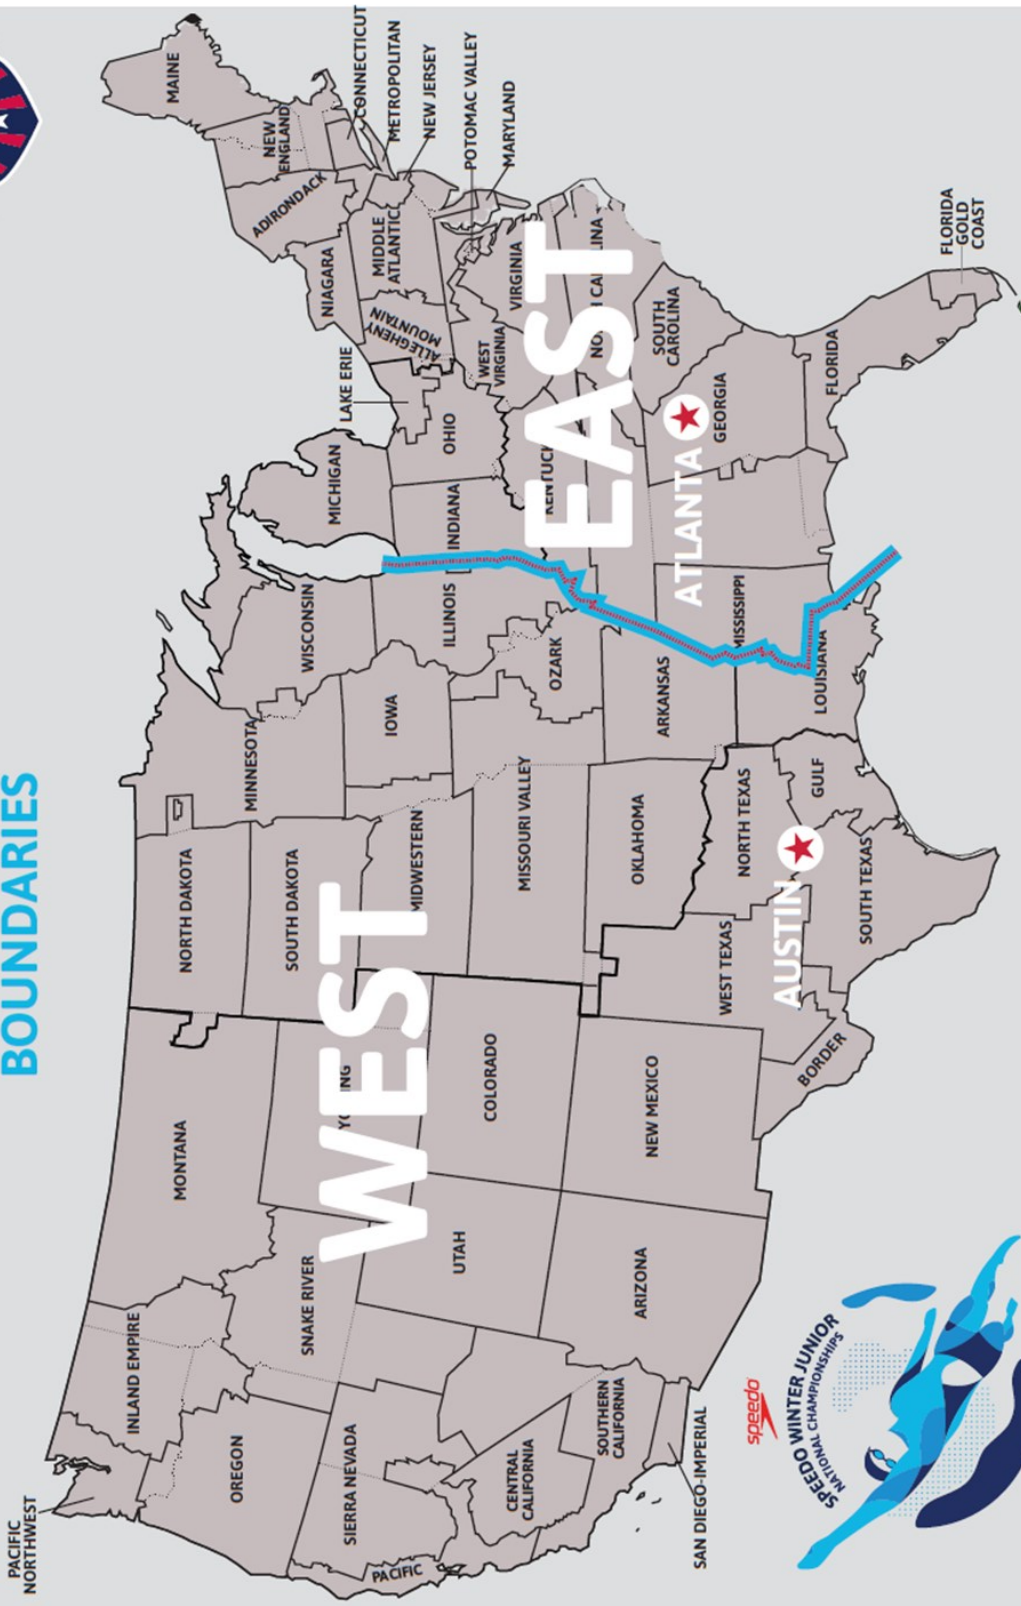 BOUNDARIES
WEST
EAST
PACIFIC
NORTHWEST
INLAND EMPIRE
MONTANA
NORTH DAKOTA
MINNESOTA
SOUTH DAKOTA
WISCONSIN
MICHIGAN
LAKE ERIE
NIAGARA
ADIRONDACK
NEW
ENGLAND
MAINE
CONNECTICUT
METROPOLITAN
NEW JERSEY
POTOMAC VALLEY
MARYLAND
OREGON
SNAKE RIVER
IOWA
ILLINOIS
INDIANA
OHIO
ALLEGHENY
MOUNTAIN
MIDDLE
ATLANTIC
SIERRA NEVADA
PACIFIC
UTAH
COLORADO
MIDWESTERN
MISSOURI VALLEY
OZARK
WEST
VIRGINIA
VIRGINIA
CENTRAL
CALIFORNIA
SOUTHERN
CALIFORNIA
SAN DIEGO-IMPERIAL
ARIZONA
NEW MEXICO
OKLAHOMA
ARKANSAS
SOUTH
CAROLINA
GEORGIA
ATLANTA
WEST TEXAS
NORTH TEXAS
LOUISIANA
FLORIDA
FLORIDA
GOLD
COAST
BORDER
AUSTIN
SOUTH TEXAS
GULF
speedo
SPEEDO WINTER JUNIOR
NATIONAL CHAMPIONSHIPS